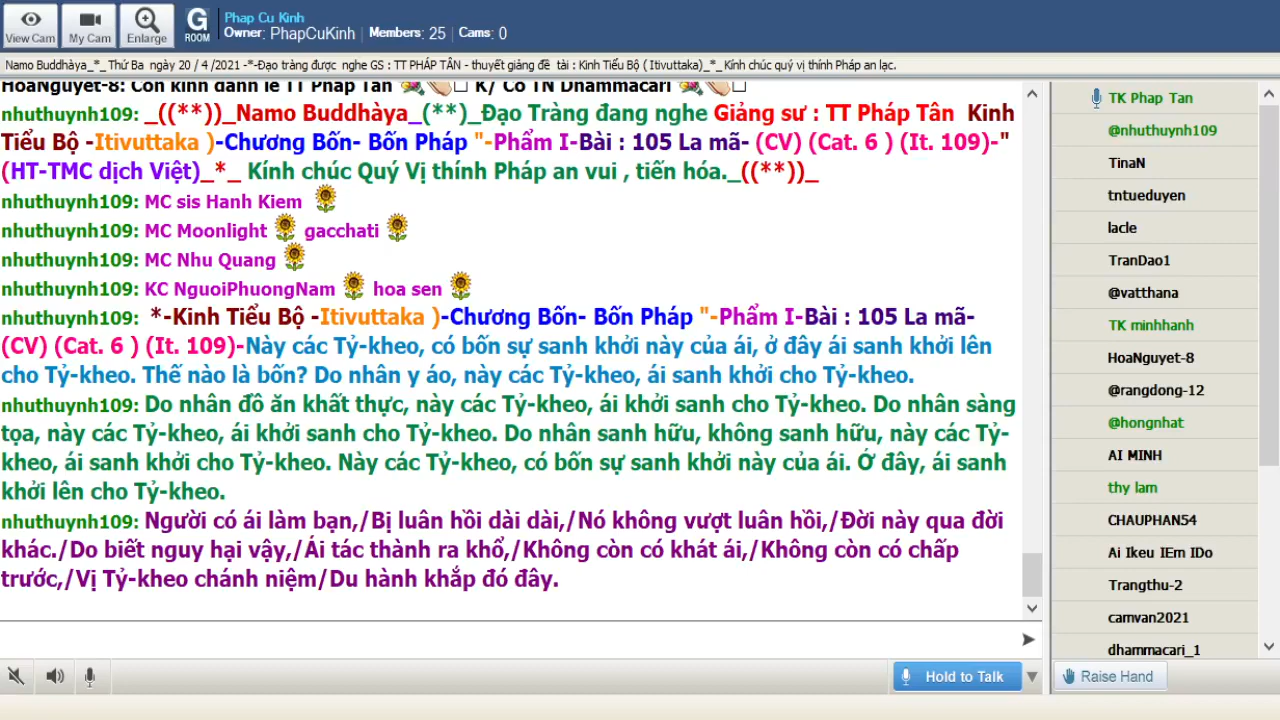 View Cam
My Cam
Enlarge
G
ROOM
Phap Cu Kinh
Owner: PhapCuKinh | Members: 25 | Cams: 0
Namo Buddhàya_*_ Thứ Ba ngày 20 / 4 /2021 -*-Đạo tràng được nghe GS : TT PHÁP TÂN - thuyết giảng đề tài : Kinh Tiểu Bộ ( Itivuttaka)_*_Kính chúc quý vị thính Pháp an lạc.
HoaNguyet-8: Con kính đảnh lễ TT Pháp Tân K/ Cô TN Dhammacari
nhuthuynh109: _((**))_Namo Buddhàya_(**)_Đạo Tràng đang nghe Giảng sư : TT Pháp Tân Kinh
Tiểu Bộ -Itivuttaka )-Chương Bốn- Bốn Pháp "-Phẩm I-Bài : 105 La mã- (CV) (Cat. 6 ) (It. 109)-"
(HT-TMC dịch Việt)_*_ Kính chúc Quý Vị thính Pháp an vui , tiến hóa._((**))_
nhuthuynh109: MC sis Hanh Kiem
nhuthuynh109: MC Moonlight gacchati
nhuthuynh109: MC Nhu Quang
nhuthuynh109: KC NguoiPhuongNam hoa sen
nhuthuynh109: *-Kinh Tiểu Bộ -Itivuttaka )-Chương Bốn- Bốn Pháp "-Phẩm I-Bài : 105 La mã-
(CV) (Cat. 6 ) (It. 109)-Này các Tỷ-kheo, có bốn sự sanh khởi này của ái, ở đây ái sanh khởi lên
cho Tỷ-kheo. Thế nào là bốn? Do nhân y áo, này các Tỷ-kheo, ái sanh khởi cho Tỷ-kheo.
nhuthuynh109: Do nhân đồ ăn khất thực, này các Tỷ-kheo, ái khởi sanh cho Tỷ-kheo. Do nhân sàng
tọa, này các Tỷ-kheo, ái khởi sanh cho Tỷ-kheo. Do nhân sanh hữu, không sanh hữu, này các Tỷ-
kheo, ái sanh khởi cho Tỷ-kheo. Này các Tỷ-kheo, có bốn sự sanh khởi này của ái. Ở đây, ái sanh
khởi lên cho Tỷ-kheo.
nhuthuynh109: Người có ái làm bạn,/Bị luân hồi dài dài,/Nó không vượt luân hồi,/Đời này qua đời
khác./Do biết nguy hại vậy,/Ái tác thành ra khổ,/Không còn có khát ái,/Không còn có chấp
trước,/Vị Tỷ-kheo chánh niệm/Du hành khắp đó đây.
Hold to Talk
TK Phap Tan
@nhuthuynh109
TinaN
tntueduyen
lacle
TranDao1
@vatthana
TK minhhanh
HoaNguyet-8
@rangdong-12
@hongnhat
AI MINH
thy lam
CHAUPHAN54
Ai Ikeu IEm IDo
Trangthu-2
camvan2021
dhammacari_1
Raise Hand